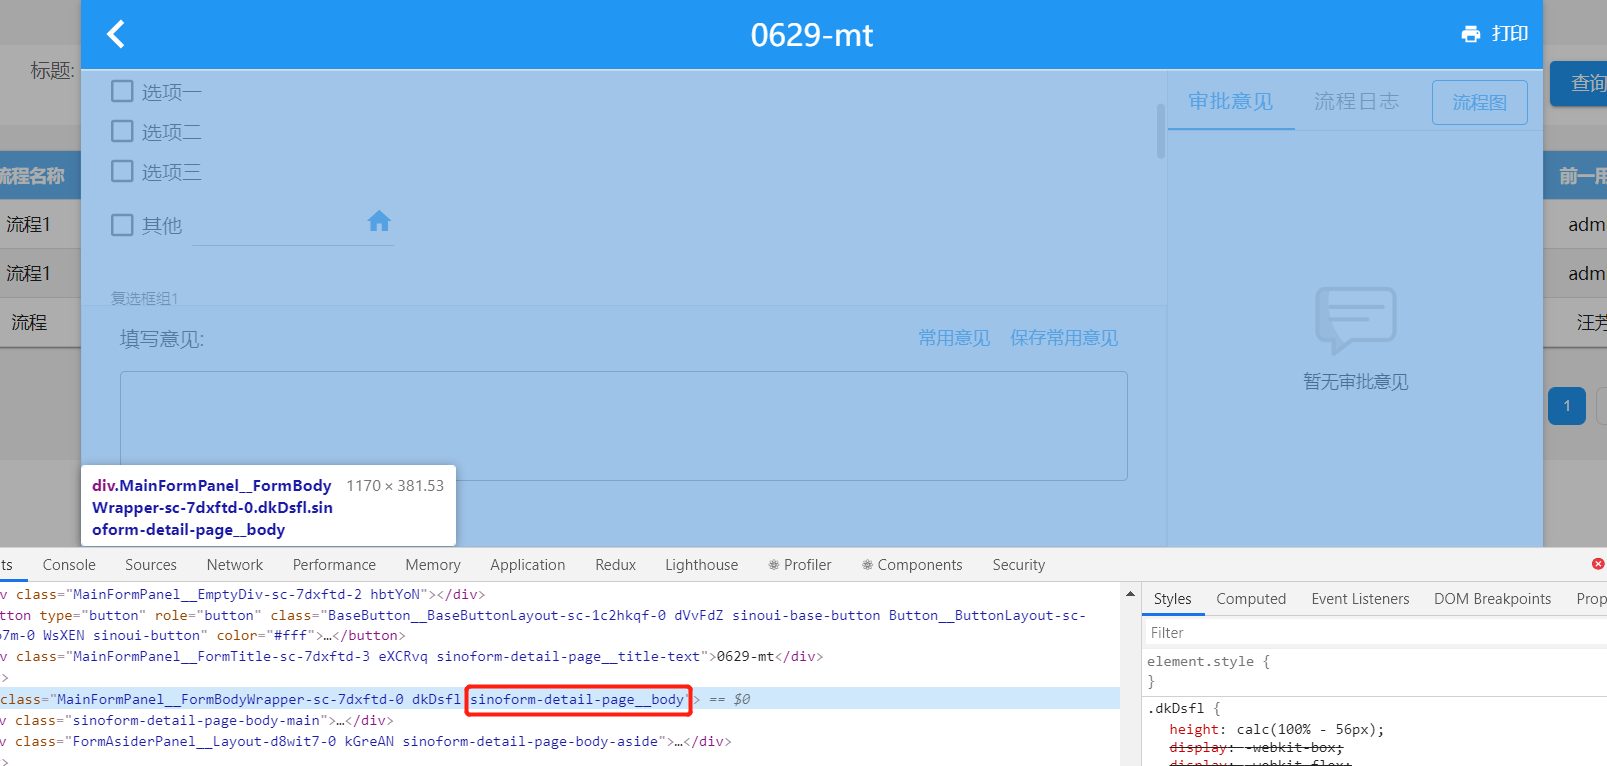 0629-mt
打印
标题:
查询
选项一
选项二
选项三
其他
复选框组1
审批意见 流程日志 流程图
流程名称
前一用
流程1
adm
流程1
adm
流程
汪芳
填写意见:
常用意见 保存常用意见
暂无审批意见
1
div.MainFormPanel__FormBody 1170 × 381.53
Wrapper-sc-7dxftd-0.dkDsfl.sin
oform-detail-page__body
ts Console Sources Network Performance Memory Application Redux Lighthouse ⚛ Profiler ⚛ Components Security
v class="MainFormPanel__EmptyDiv-sc-7dxftd-2 hbtYoN"></div>
tton type="button" role="button" class="BaseButton__BaseButtonLayout-sc-1c2hkqf-0 dVvFdZ sinoui-base-button Button__ButtonLayout-sc-
o7m-0 WsXEN sinoui-button" color="#fff">…</button>
v class="MainFormPanel__FormTitle-sc-7dxftd-3 eXCRvq sinoform-detail-page__title-text">0629-mt</div>
>
class="MainFormPanel__FormBodyWrapper-sc-7dxftd-0 dkDsfl sinoform-detail-page__body"> == $0
v class="sinoform-detail-page-body-main">…</div>
v class="FormAsiderPanel__Layout-d8wit7-0 kGreAN sinoform-detail-page-body-aside">…</div>
>
Styles Computed Event Listeners DOM Breakpoints Prop
Filter
element.style {
}
.dkDsfl {
height: calc(100% - 56px);
display: -webkit-box;
display: -webkit-flex;